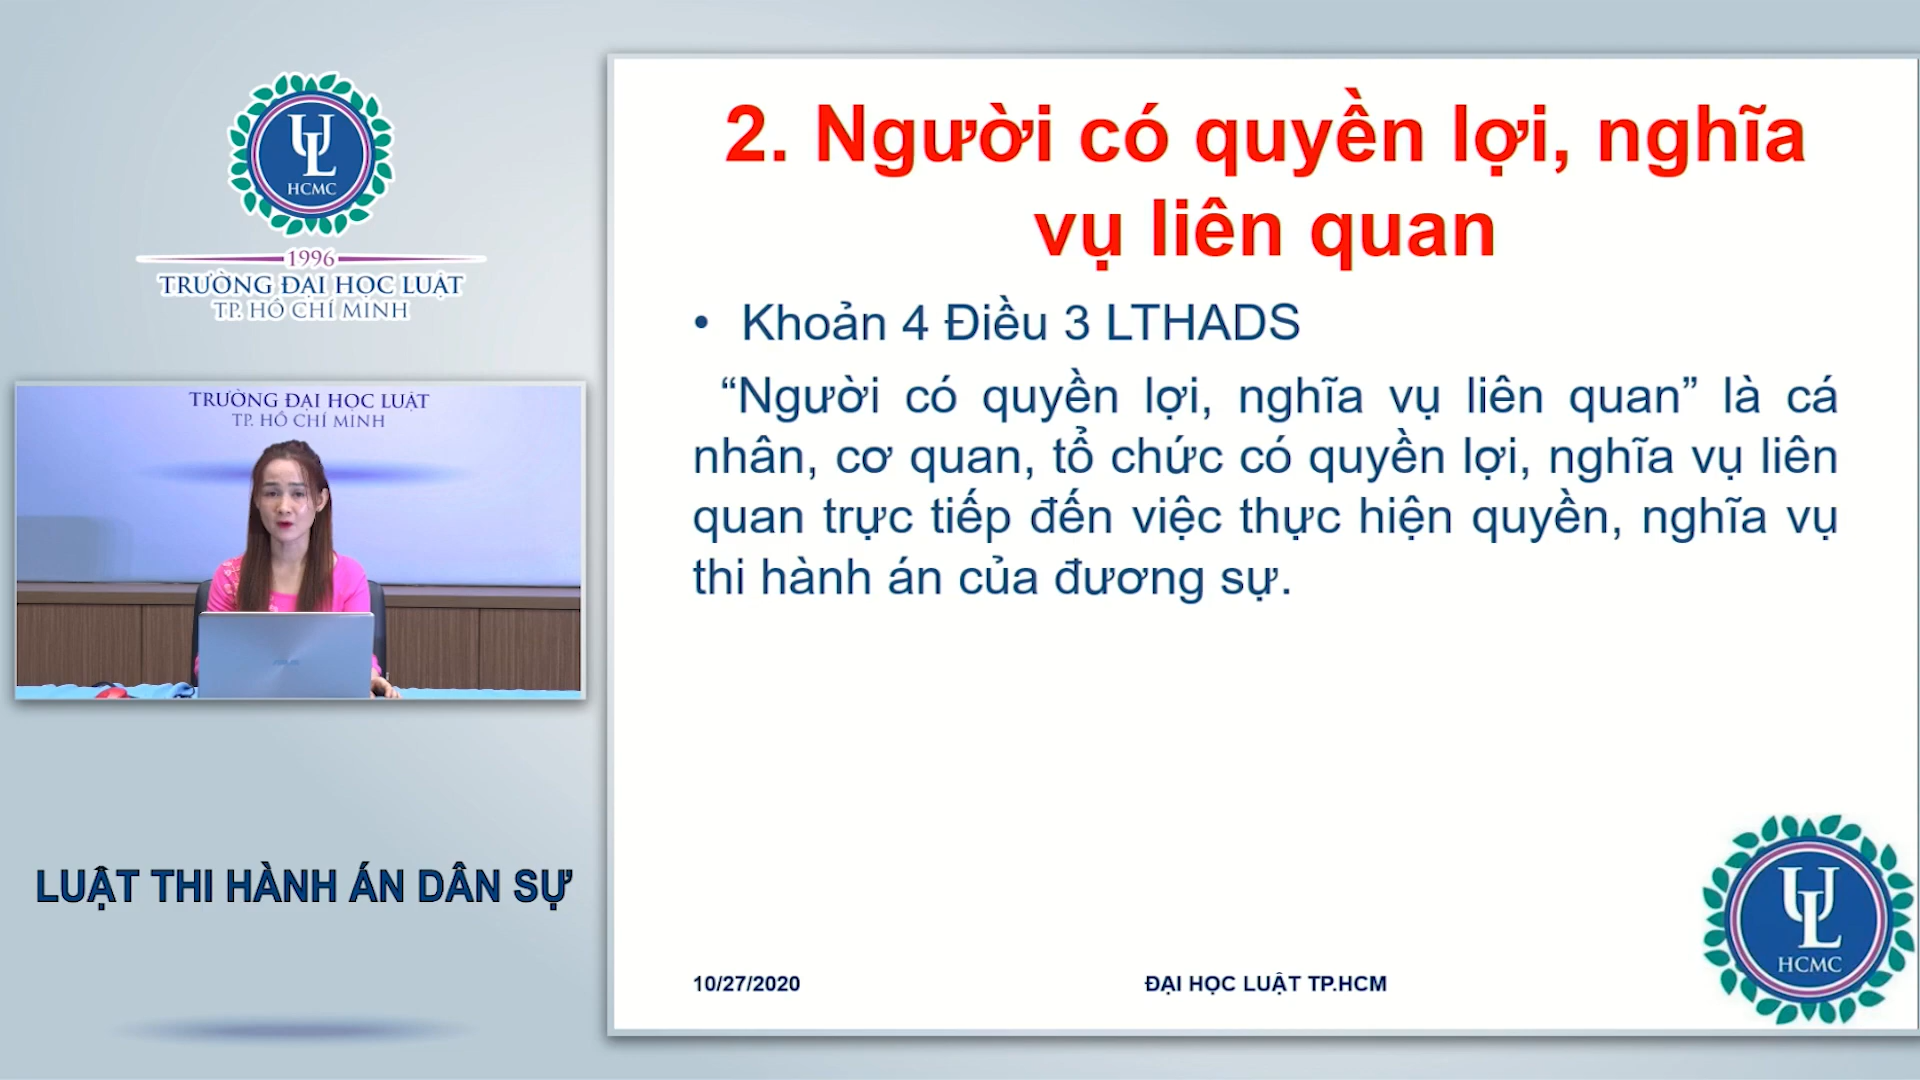 UL
HCMC
1996
TRƯỜNG ĐẠI HỌC LUẬT
TP. HỒ CHÍ MINH
TRƯỜNG ĐẠI HỌC LUẬT
TP. HỒ CHÍ MINH
LUẬT THI HÀNH ÁN DÂN SỰ
2. Người có quyền lợi, nghĩa
vụ liên quan
• Khoản 4 Điều 3 LTHADS
“Người có quyền lợi, nghĩa vụ liên quan” là cá
nhân, cơ quan, tổ chức có quyền lợi, nghĩa vụ liên
quan trực tiếp đến việc thực hiện quyền, nghĩa vụ
thi hành án của đương sự.
10/27/2020
ĐẠI HỌC LUẬT TP.HCM
UL
HCMC